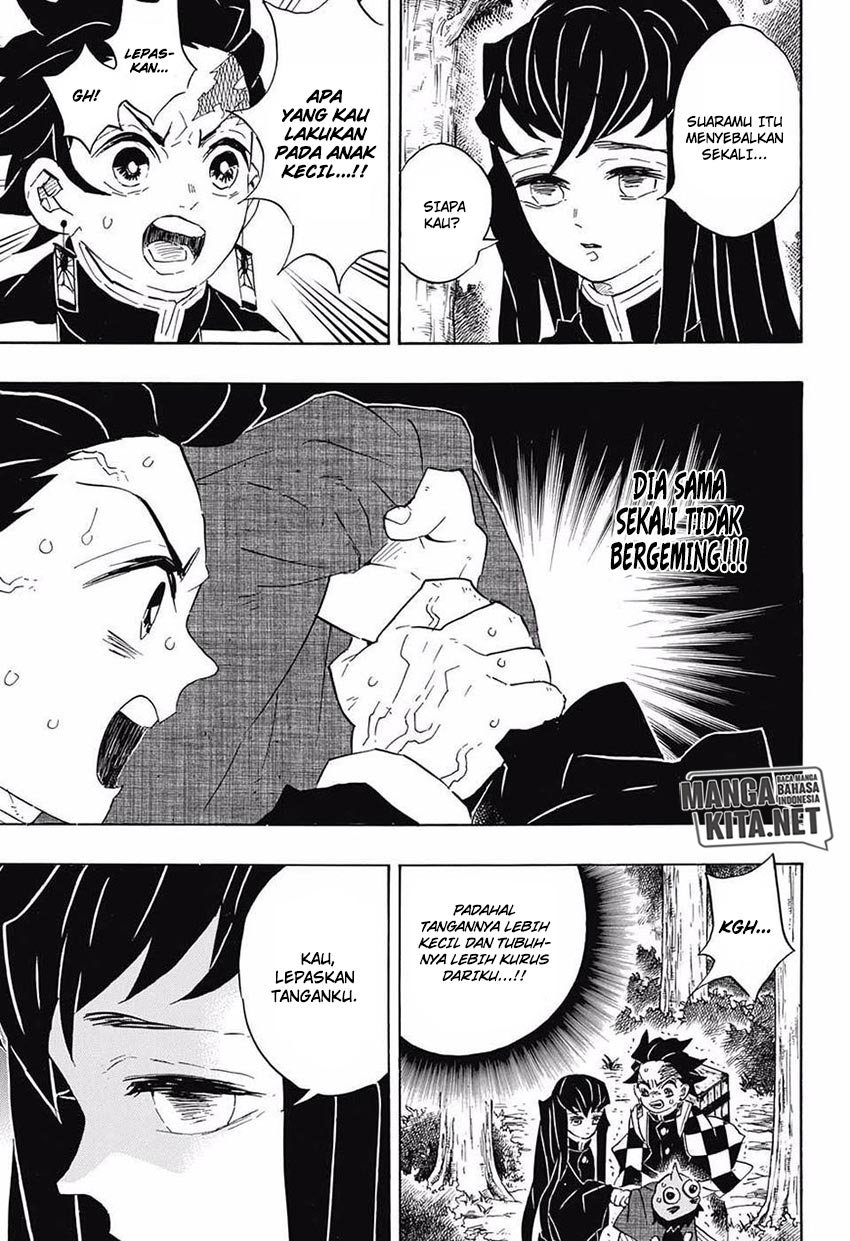 SUARAMU ITU
MENYEBALKAN
SEKALI...
SIAPA
KAU?
APA
YANG KAU
LAKUKAN
PADA ANAK
KECIL...!!
LEPAS-
KAN...
GH!
DIA SAMA
SEKALI TIDAK
BERGEMING!!!
MANGA
KITA.NET
BACA MANGA
BAHASA
INDONESIA
KGH...
PADAHAL
TANGANNYA LEBIH
KECIL DAN TUBUH-
NYA LEBIH KURUS
DARIKU...!!
KAU,
LEPASKAN
TANGANKU.